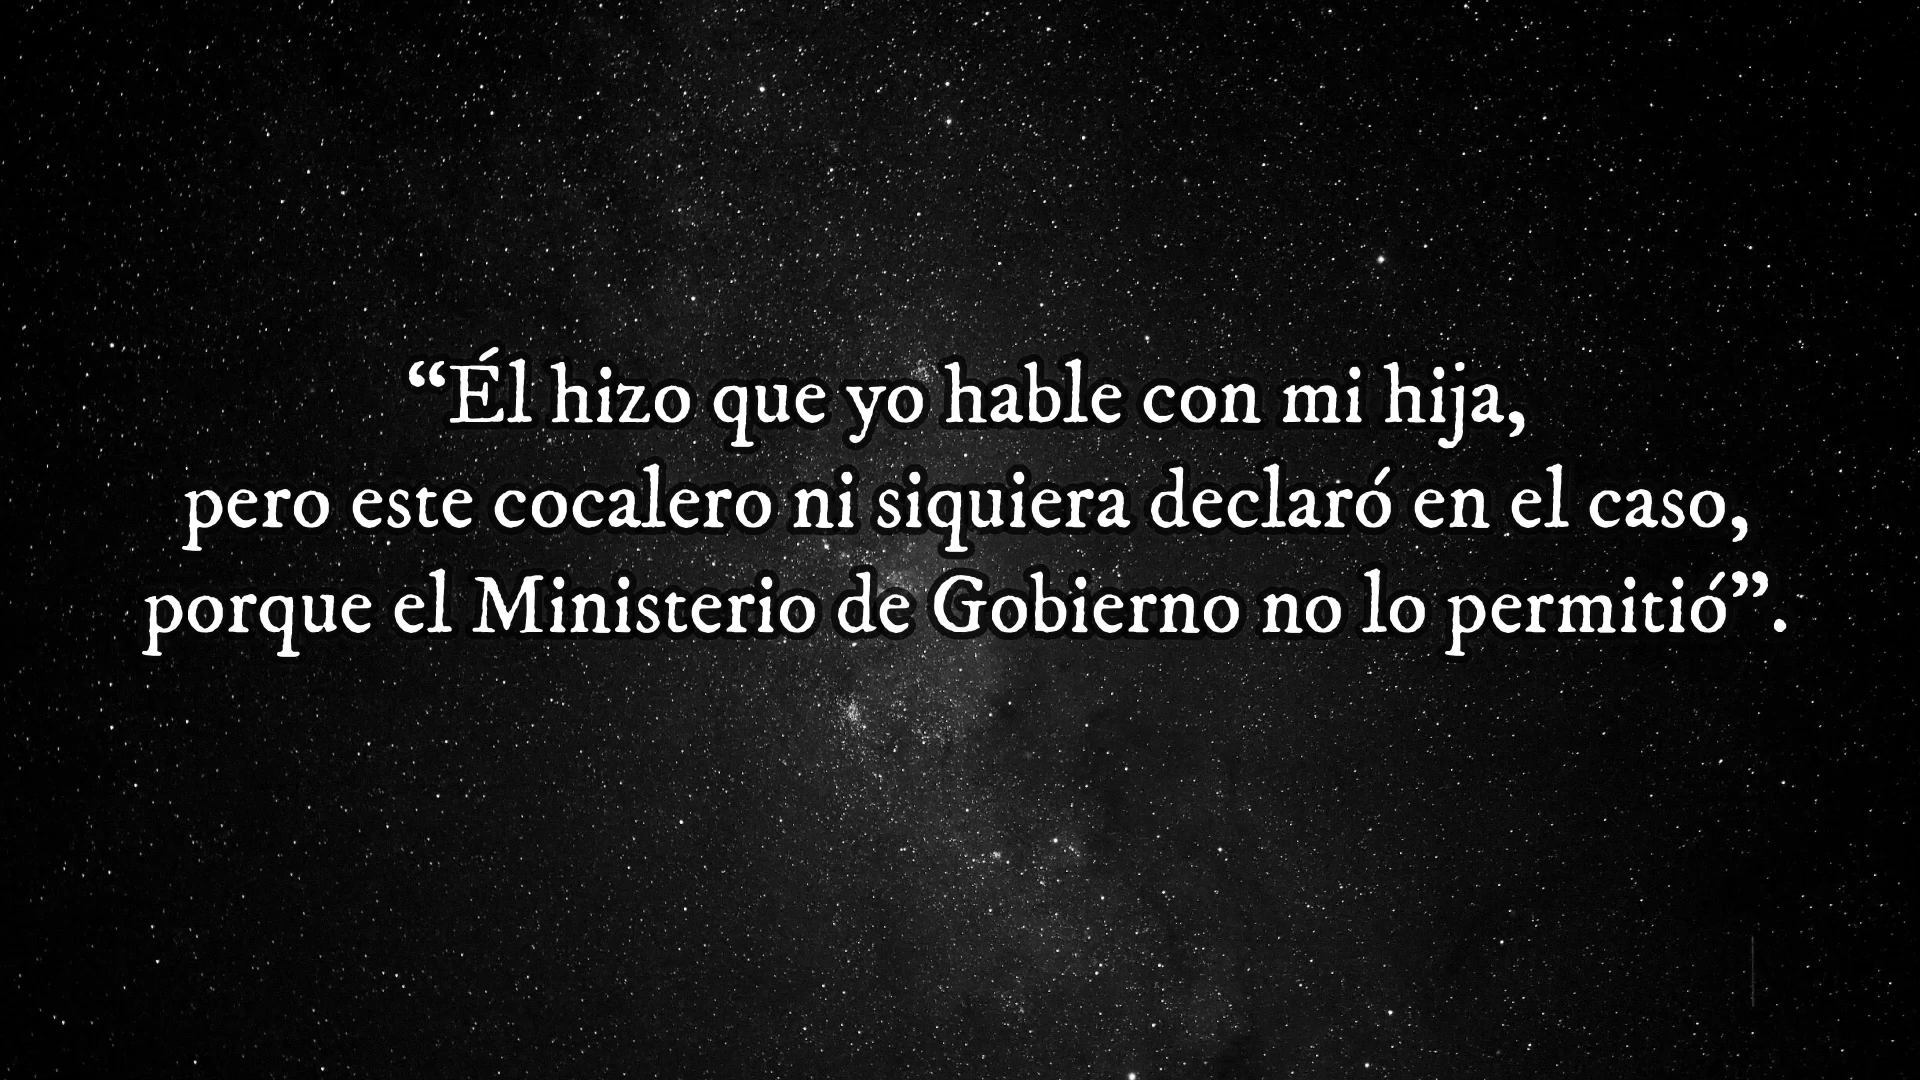 “Él hizo que yo hable con mi hija,
pero este cocalero ni siquiera declaró en el caso,
porque el Ministerio de Gobierno no lo permitió”.